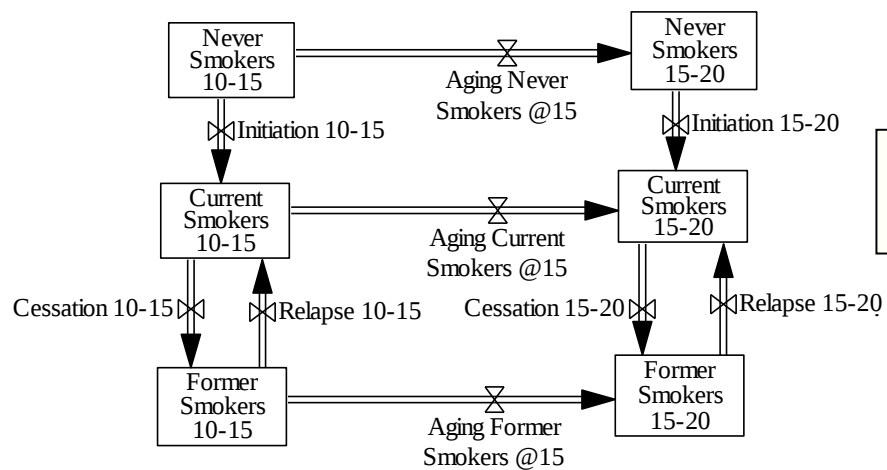 Never
Smokers
10-15
Never
Smokers
15-20
Aging Never
Smokers @15
Initiation 10-15
Initiation 15-20
Current
Smokers
10-15
Current
Smokers
15-20
Aging Current
Smokers @15
Cessation 10-15
Relapse 10-15
Cessation 15-20
Relapse 15-20
Former
Smokers
10-15
Former
Smokers
15-20
Aging Former
Smokers @15